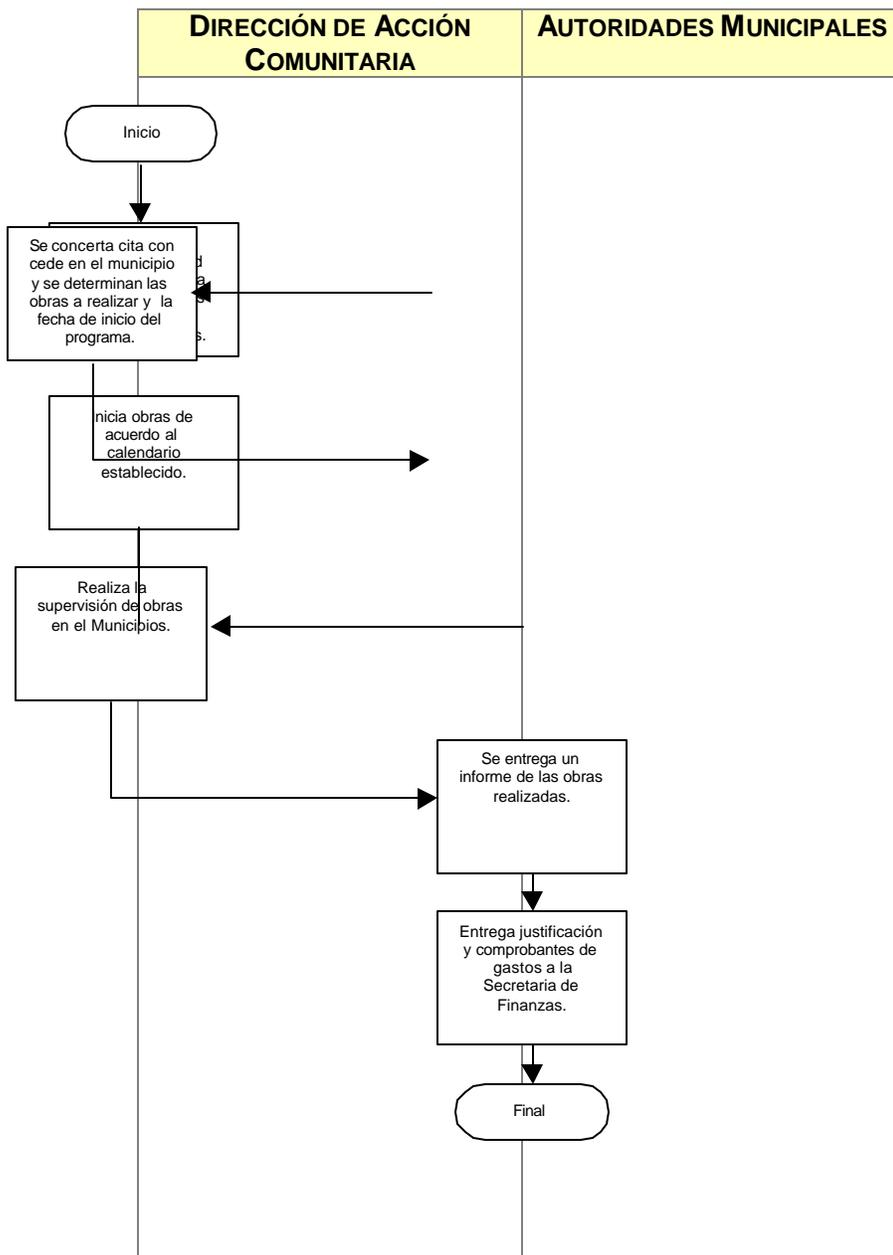 DIRECCIÓN DE ACCIÓN
COMUNITARIA
AUTORIDADES MUNICIPALES
Inicio
Se concerta cita con
cede en el municipio
y se determinan las
obras a realizar y la
fecha de inicio del
programa.
nicia obras de
acuerdo al
calendario
establecido.
Realiza la
supervisión de obras
en el Municipios.
Se entrega un
informe de las obras
realizadas.
Entrega justificación
y comprobantes de
gastos a la
Secretaria de
Finanzas.
Final